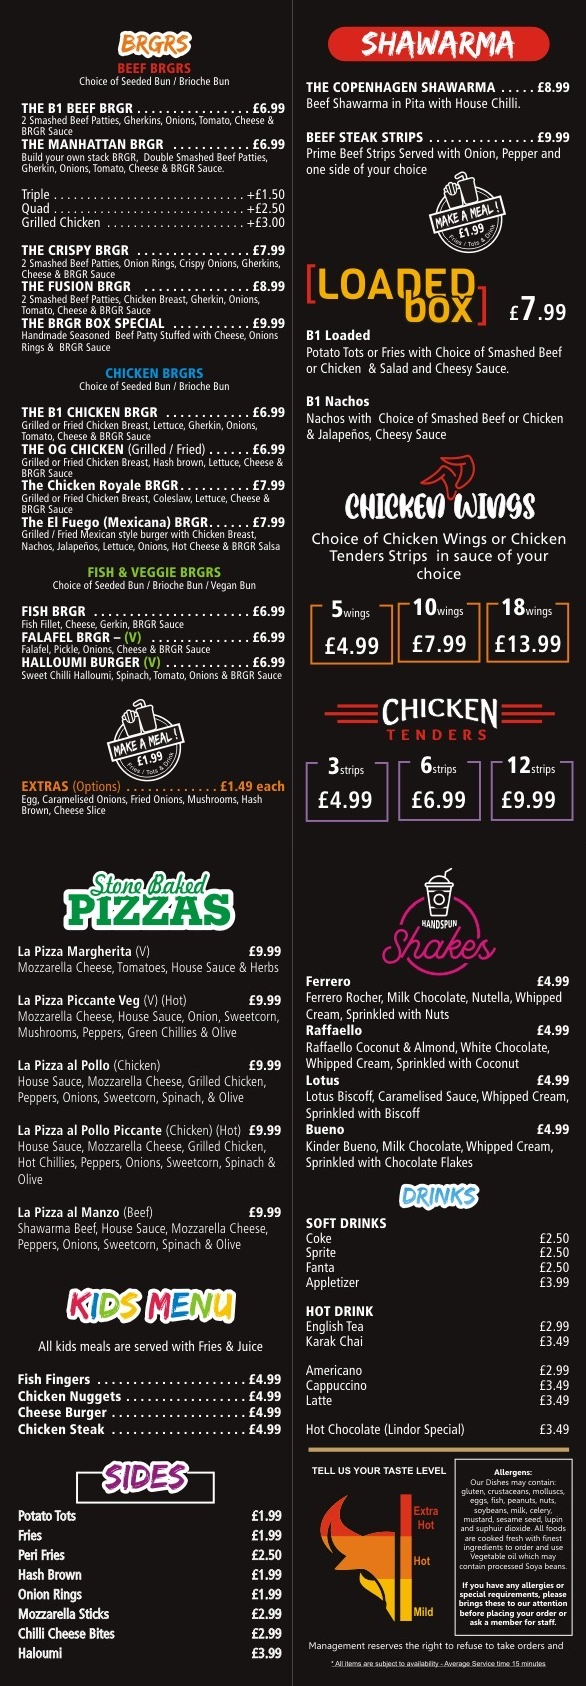 BRGRS
BEEF BRGRS
Choice of Seeded Bun / Brioche Bun
THE B1 BEEF BRGR . . . . . . . . . . . . . . . . £6.99
2 Smashed Beef Patties, Gherkins, Onions, Tomato, Cheese &
BRGR Sauce
THE MANHATTAN BRGR . . . . . . . . . . . £6.99
Build your own stack BRGR, Double Smashed Beef Patties,
Gherkin, Onions, Tomato, Cheese & BRGR Sauce.
Triple . . . . . . . . . . . . . . . . . . . . . . . . . . . +£1.50
Quad . . . . . . . . . . . . . . . . . . . . . . . . . . . +£2.50
Grilled Chicken . . . . . . . . . . . . . . . . . . . . +£3.00
THE CRISPY BRGR . . . . . . . . . . . . . . . . £7.99
2 Smashed Beef Patties, Onion Rings, Crispy Onions, Gherkins,
Cheese & BRGR Sauce
THE FUSION BRGR . . . . . . . . . . . . . . . . £8.99
2 Smashed Beef Patties, Chicken Breast, Gherkin, Onions,
Tomato, Cheese & BRGR Sauce
THE BRGR BOX SPECIAL . . . . . . . . . . . £9.99
Handmade Seasoned Beef Patty Stuffed with Cheese, Onions
Rings & BRGR Sauce
CHICKEN BRGRS
Choice of Seeded Bun / Brioche Bun
THE B1 CHICKEN BRGR . . . . . . . . . . . . £6.99
Grilled or Fried Chicken Breast, Lettuce, Gherkin, Onions,
Tomato, Cheese & BRGR Sauce
THE OG CHICKEN (Grilled / Fried) . . . . . . £6.99
Grilled or Fried Chicken Breast, Hash brown, Lettuce, Cheese &
BRGR Sauce
The Chicken Royale BRGR . . . . . . . . . . £7.99
Grilled or Fried Chicken Breast, Coleslaw, Lettuce, Cheese &
BRGR Sauce
The El Fuego (Mexicana) BRGR . . . . . . £7.99
Grilled / Fried Mexican style burger with Chicken Breast,
Nachos, Jalapeños, Lettuce, Onions, Hot Cheese & BRGR Salsa
FISH & VEGGIE BRGRS
Choice of Seeded Bun / Brioche Bun / Vegan Bun
FISH BRGR . . . . . . . . . . . . . . . . . . . . . . £6.99
Fish Fillet, Cheese, Gerkin, BRGR Sauce
FALAFEL BRGR – (V) . . . . . . . . . . . . . . £6.99
Falafel, Pickle, Onions, Cheese & BRGR Sauce
HALLOUMI BURGER (V) . . . . . . . . . . . . £6.99
Sweet Chilli Halloumi, Spinach, Tomato, Onions & BRGR Sauce
MAKE A MEAL !
£1.99
Fries / Tots & Drink
EXTRAS (Options) . . . . . . . . . . . . . £1.49 each
Egg, Caramelised Onions, Fried Onions, Mushrooms, Hash
Brown, Cheese Slice
Stone Baked
PIZZAS
La Pizza Margherita (V) £9.99
Mozzarella Cheese, Tomatoes, House Sauce & Herbs
La Pizza Piccante Veg (V) (Hot) £9.99
Mozzarella Cheese, House Sauce, Onion, Sweetcorn,
Mushrooms, Peppers, Green Chillies & Olive
La Pizza al Pollo (Chicken) £9.99
House Sauce, Mozzarella Cheese, Grilled Chicken,
Peppers, Onions, Sweetcorn, Spinach, & Olive
La Pizza al Pollo Piccante (Chicken) (Hot) £9.99
House Sauce, Mozzarella Cheese, Grilled Chicken,
Hot Chillies, Peppers, Onions, Sweetcorn, Spinach &
Olive
La Pizza al Manzo (Beef) £9.99
Shawarma Beef, House Sauce, Mozzarella Cheese,
Peppers, Onions, Sweetcorn, Spinach & Olive
KIDS MENU
All kids meals are served with Fries & Juice
Fish Fingers . . . . . . . . . . . . . . . . . . . . . . £4.99
Chicken Nuggets . . . . . . . . . . . . . . . . . . £4.99
Cheese Burger . . . . . . . . . . . . . . . . . . . . £4.99
Chicken Steak . . . . . . . . . . . . . . . . . . . . £4.99
SIDES
Potato Tots £1.99
Fries £1.99
Peri Fries £2.50
Hash Brown £1.99
Onion Rings £1.99
Mozzarella Sticks £2.99
Chilli Cheese Bites £2.99
Haloumi £3.99
SHAWARMA
THE COPENHAGEN SHAWARMA . . . . . £8.99
Beef Shawarma in Pita with House Chilli.
BEEF STEAK STRIPS . . . . . . . . . . . . . . . £9.99
Prime Beef Strips Served with Onion, Pepper and
one side of your choice
MAKE A MEAL !
£1.99
Fries / Tots & Drink
[LOADED
box] £7.99
B1 Loaded
Potato Tots or Fries with Choice of Smashed Beef
or Chicken & Salad and Cheesy Sauce.
B1 Nachos
Nachos with Choice of Smashed Beef or Chicken
& Jalapeños, Cheesy Sauce
CHICKEN WINGS
Choice of Chicken Wings or Chicken
Tenders Strips in sauce of your
choice
5wings 10wings 18wings
£4.99 £7.99 £13.99
CHICKEN
TENDERS
3strips 6strips 12strips
£4.99 £6.99 £9.99
HANDSPUN
Shakes
Ferrero £4.99
Ferrero Rocher, Milk Chocolate, Nutella, Whipped
Cream, Sprinkled with Nuts
Raffaello £4.99
Raffaello Coconut & Almond, White Chocolate,
Whipped Cream, Sprinkled with Coconut
Lotus £4.99
Lotus Biscoff, Caramelised Sauce, Whipped Cream,
Sprinkled with Biscoff
Bueno £4.99
Kinder Bueno, Milk Chocolate, Whipped Cream,
Sprinkled with Chocolate Flakes
DRINKS
SOFT DRINKS
Coke £2.50
Sprite £2.50
Fanta £2.50
Appletizer £3.99
HOT DRINK
English Tea £2.99
Karak Chai £3.49
Americano £2.99
Cappuccino £3.49
Latte £3.49
Hot Chocolate (Lindor Special) £3.49
TELL US YOUR TASTE LEVEL
Extra
Hot
Hot
Mild
Allergens:
Our Dishes may contain:
gluten, crustaceans, molluscs,
eggs, fish, peanuts, nuts,
soybeans, milk, celery,
mustard, sesame seed, lupin
and suphuir dioxide. All foods
are cooked fresh with finest
ingredients to order and use
Vegetable oil which may
contain processed Soya beans.
If you have any allergies or
special requirements, please
brings these to our attention
before placing your order or
ask a member for staff.
Management reserves the right to refuse to take orders and
* All items are subject to availability - Average Service time 15 minutes